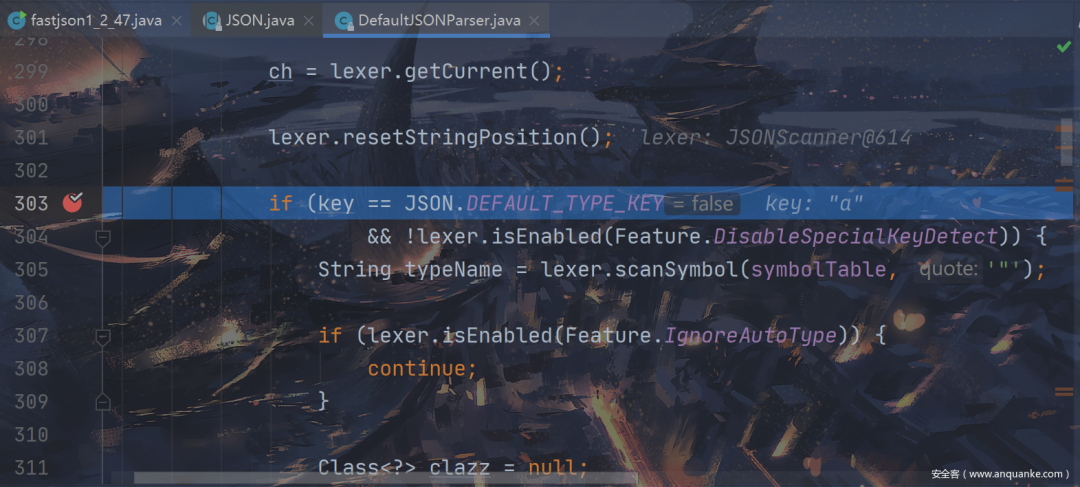 fastjson1_2_47.java × JSON.java × DefaultJSONParser.java ×
298
299 ch = lexer.getCurrent();
300
301 lexer.resetStringPosition(); lexer: JSONScanner@614
302
303 if (key == JSON.DEFAULT_TYPE_KEY = false key: "a"
304 && !lexer.isEnabled(Feature.DisableSpecialKeyDetect)) {
305 String typeName = lexer.scanSymbol(symbolTable, quote: '"');
306
307 if (lexer.isEnabled(Feature.IgnoreAutoType)) {
308 continue;
309 }
310
311 Class<?> clazz = null;
安全客（www.anquanke.com）